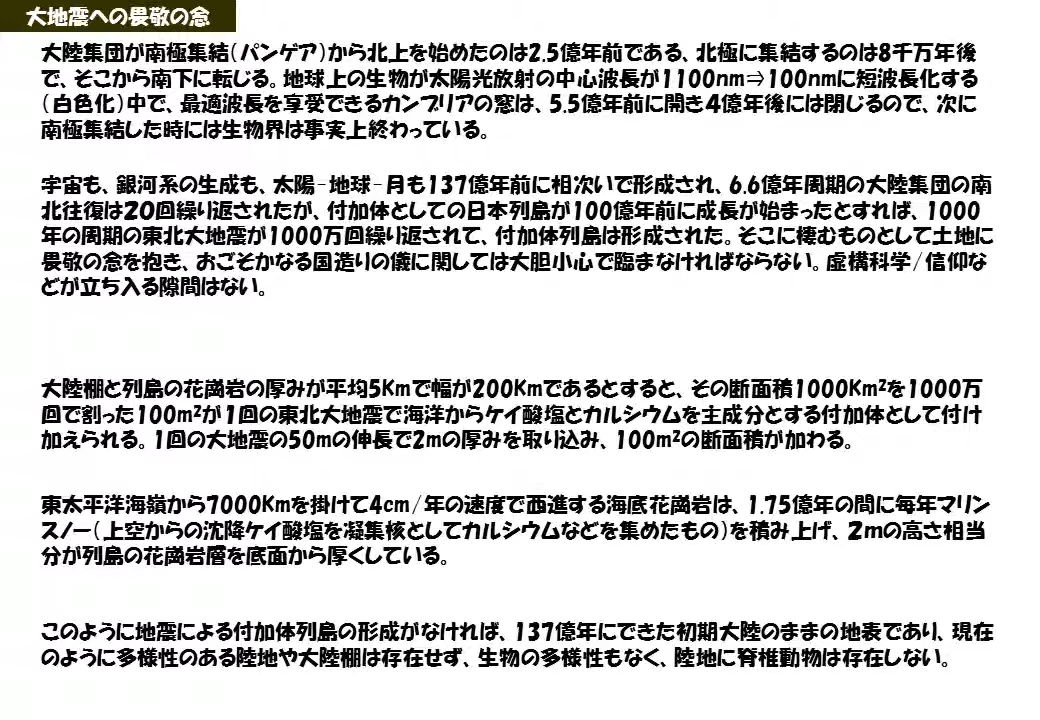 大地震への畏敬の念
大陸集団が南極集結(パンゲア)から北上を始めたのは2.5億年前である、北極に集結するのは8千万年後
で、そこから南下に転じる。地球上の生物が太陽光放射の中心波長が1100nm⇒100nmに短波長化する
(白色化)中で、最適波長を享受できるカンブリアの窓は、5.5億年前に開き4億年後には閉じるので、次に
南極集結した時には生物界は事実上終わっている。
宇宙も、銀河系の生成も、太陽-地球-月も137億年前に相次いで形成され、6.6億年周期の大陸集団の南
北往復は20回繰り返されたが、付加体としての日本列島が100億年前に成長が始まったとすれば、1000
年の周期の東北大地震が1000万回繰り返されて、付加体列島は形成された。そこに棲むものとして土地に
畏敬の念を抱き、おごそかなる国造りの儀に関しては大胆小心で臨まなければならない。虚構科学/信仰な
どが立ち入る隙間はない。
大陸棚と列島の花崗岩の厚みが平均5Kmで幅が200Kmであるとすると、その断面積1000Km²を1000万
回で割った100m²が1回の東北大地震で海洋からケイ酸塩とカルシウムを主成分とする付加体として付け
加えられる。1回の大地震の50mの伸長で2mの厚みを取り込み、100m²の断面積が加わる。
東太平洋海嶺から7000Kmを掛けて4cm/年の速度で西進する海底花崗岩は、1.75億年の間に毎年マリン
スノー(上空からの沈降ケイ酸塩を凝集核としてカルシウムなどを集めたもの)を積み上げ、2mの高さ相当
分が列島の花崗岩層を底面から厚くしている。
このように地震による付加体列島の形成がなければ、137億年にできた初期大陸のままの地表であり、現在
のように多様性のある陸地や大陸棚は存在せず、生物の多様性もなく、陸地に脊椎動物は存在しない。